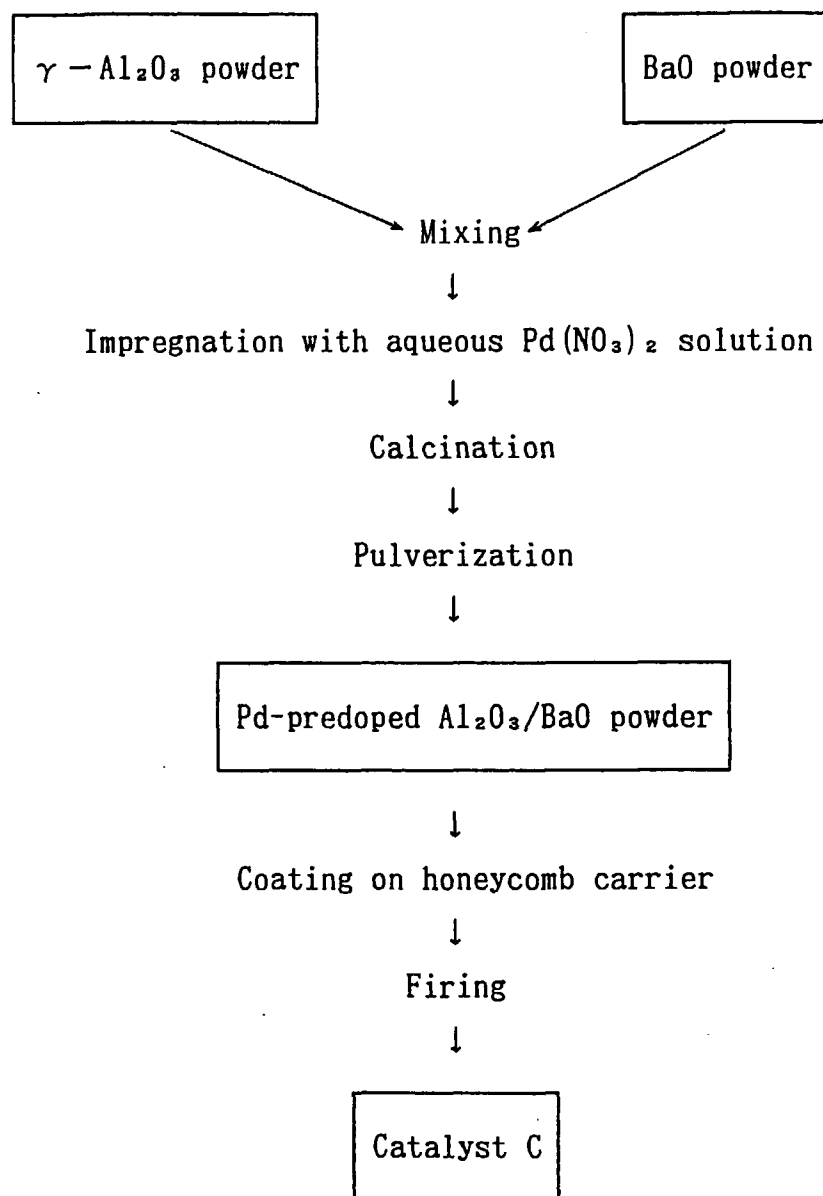 γ-Al₂O₃ powder
BaO powder
Mixing
Impregnation with aqueous Pd(NO₃)₂ solution
Calcination
Pulverization
Pd-predoped Al₂O₃/BaO powder
Coating on honeycomb carrier
Firing
Catalyst C